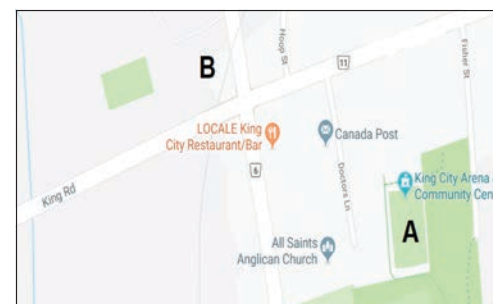 B
Hoop St
11
Fisher St
LOCALE King
City Restaurant/Bar
Canada Post
King Rd
6
Doctors Ln
King City Arena
Community Cen
A
All Saints
Anglican Church